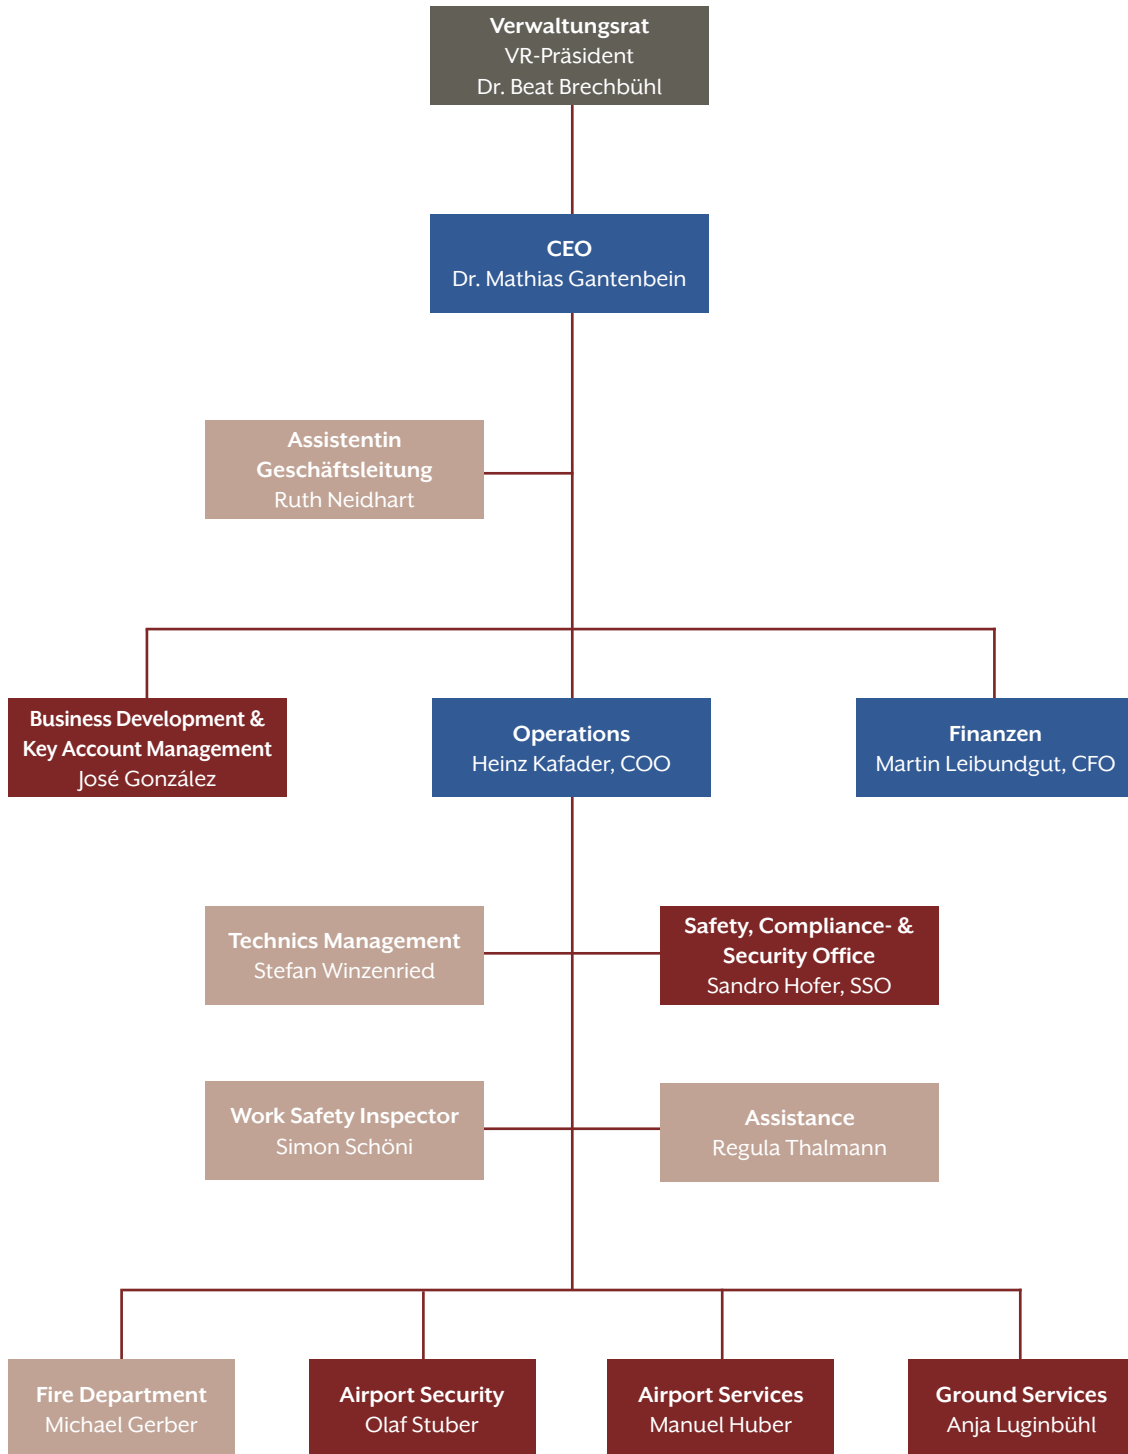 Verwaltungsrat
VR-Präsident
Dr. Beat Brechbühl
CEO
Dr. Mathias Gantenbein
Assistentin
Geschäftsleitung
Ruth Neidhart
Business Development &
Key Account Management
José González
Operations
Heinz Kafader, COO
Finanzen
Martin Leibundgut, CFO
Technics Management
Stefan Winzenried
Safety, Compliance- &
Security Office
Sandro Hofer, SSO
Work Safety Inspector
Simon Schöni
Assistance
Regula Thalmann
Fire Department
Michael Gerber
Airport Security
Olaf Stuber
Airport Services
Manuel Huber
Ground Services
Anja Luginbühl